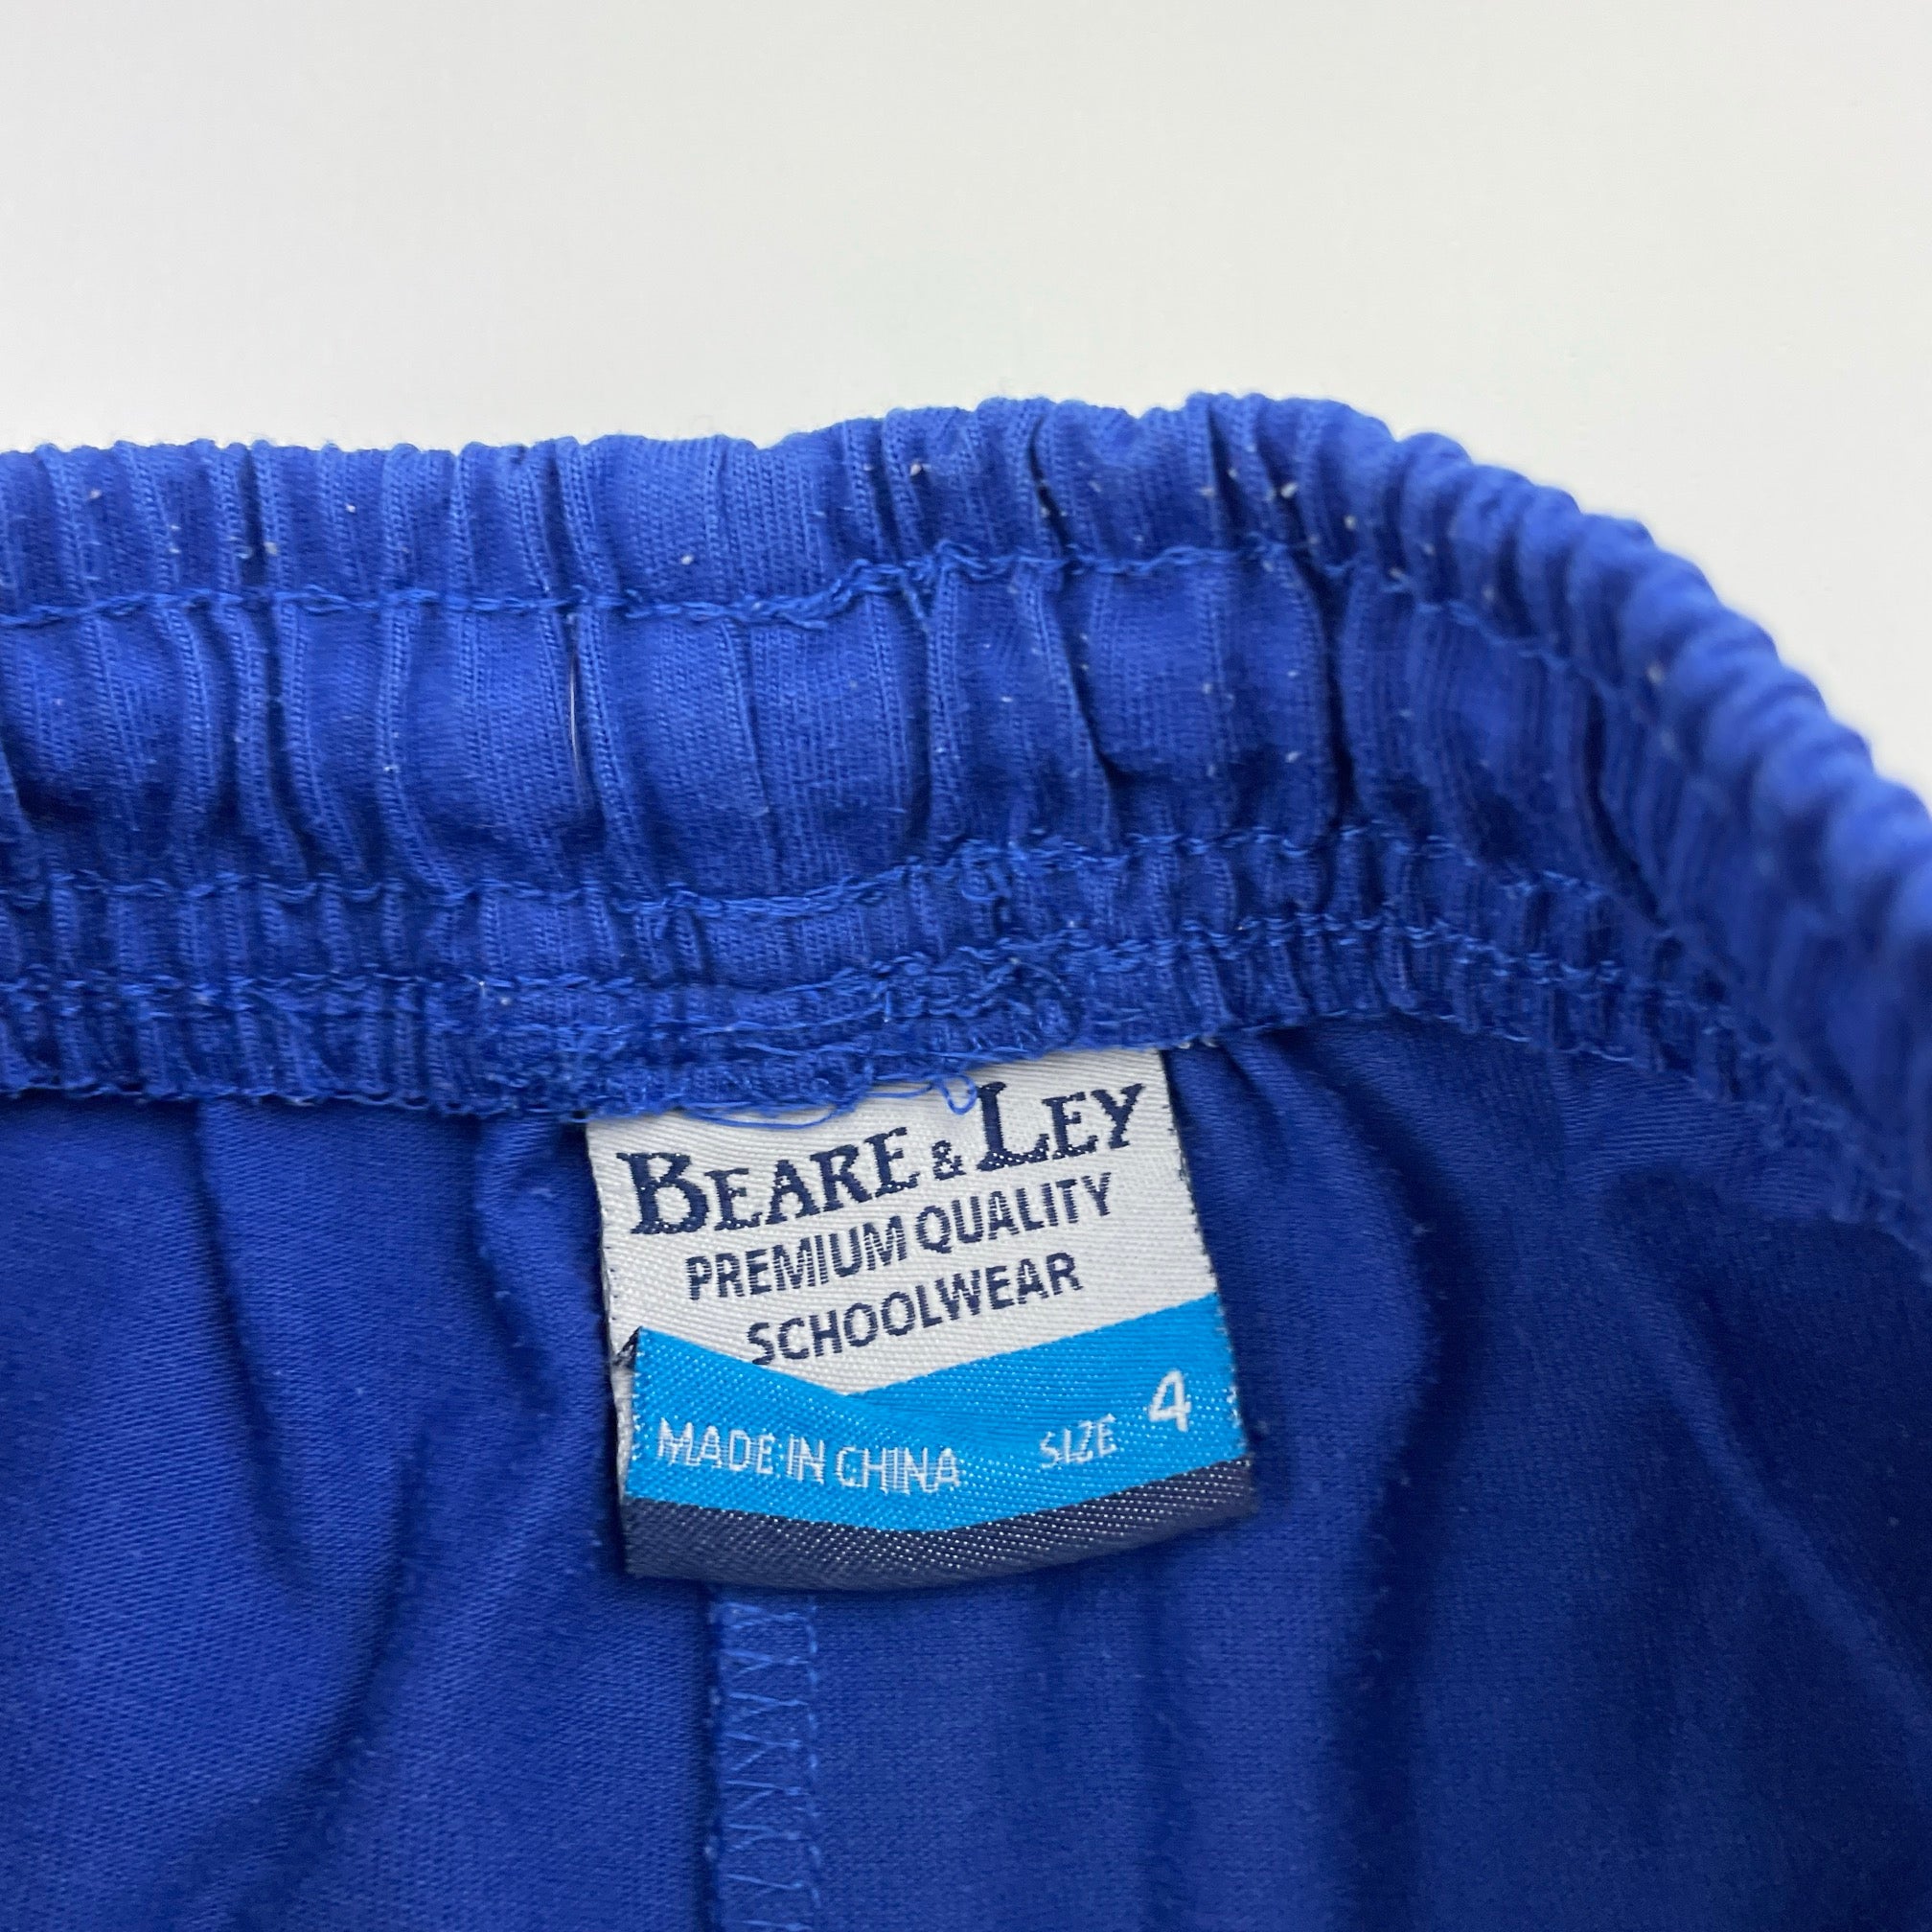 BEARE & LEY
PREMIUM QUALITY
SCHOOLWEAR
MADE IN CHINA SIZE 4